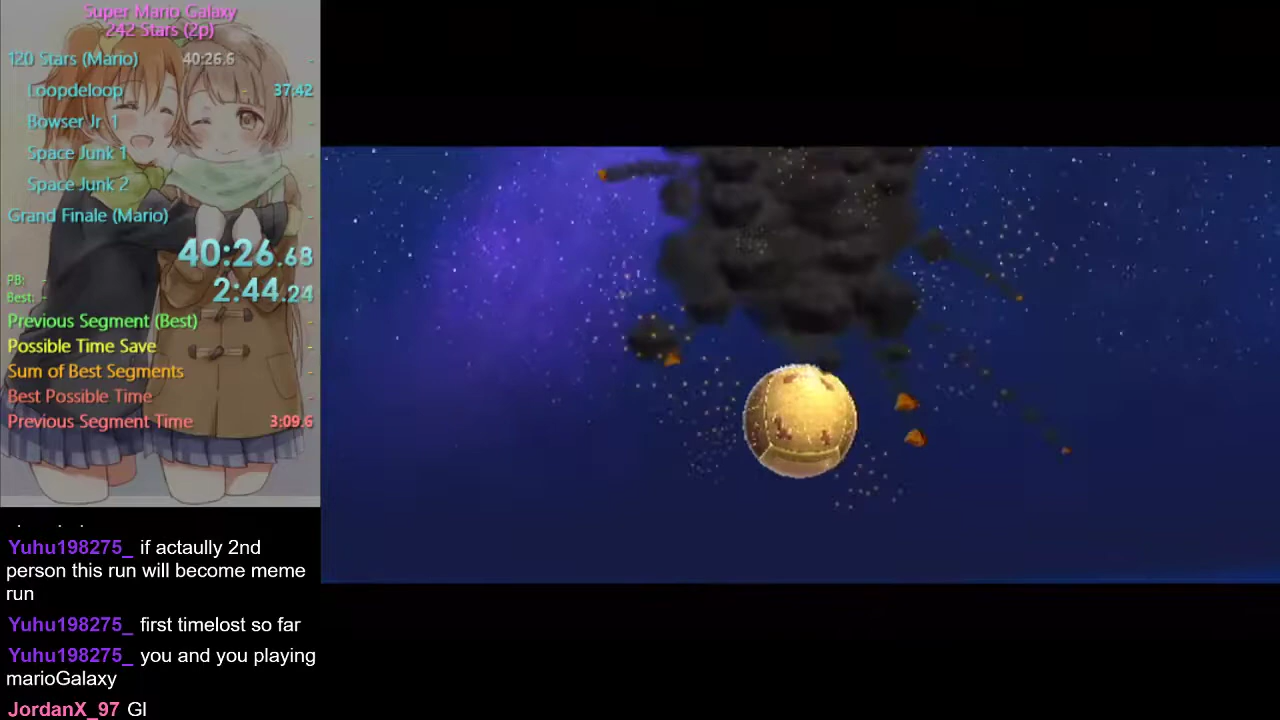 Super Mario Galaxy
242 Stars (2p)
120 Stars (Mario) 40:26.6 -
Loopdeloop - 37:42
Bowser Jr. 1 -
Space Junk 1 -
Space Junk 2 -
Grand Finale (Mario) -
40:26.68
PB: -
Best: -
2:44.24
Previous Segment (Best) -
Possible Time Save -
Sum of Best Segments -
Best Possible Time -
Previous Segment Time 3:09.6
Yuhu198275_ if actaully 2nd
person this run will become meme
run
Yuhu198275_ first timelost so far
Yuhu198275_ you and you playing
marioGalaxy
JordanX_97 Gl